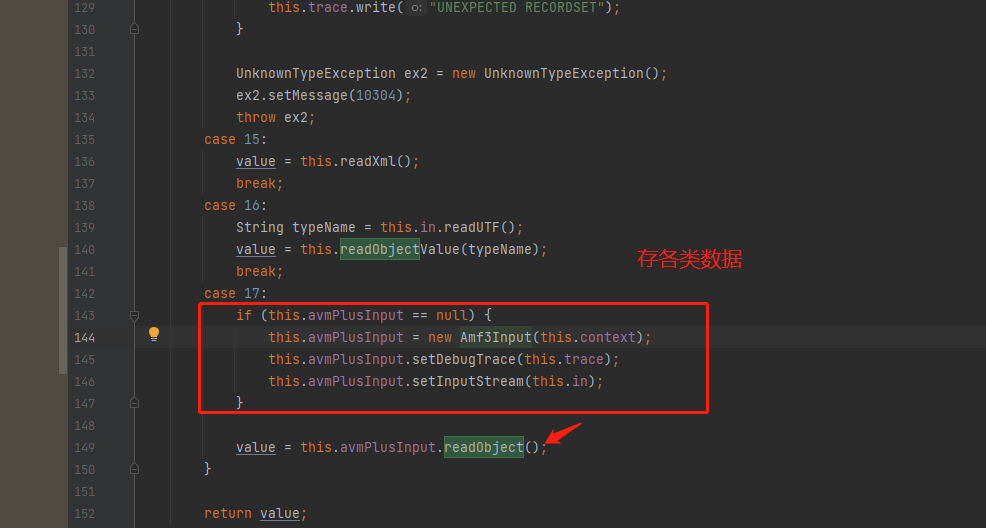 129 this.trace.write( o: "UNEXPECTED RECORDSET");
130 }
131
132 UnknownTypeException ex2 = new UnknownTypeException();
133 ex2.setMessage(10304);
134 throw ex2;
135 case 15:
136 value = this.readXml();
137 break;
138 case 16:
139 String typeName = this.in.readUTF();
140 value = this.readObjectValue(typeName);
存各类数据
141 break;
142 case 17:
143 if (this.avmPlusInput == null) {
144 this.avmPlusInput = new Amf3Input(this.context);
145 this.avmPlusInput.setDebugTrace(this.trace);
146 this.avmPlusInput.setInputStream(this.in);
147 }
148
149 value = this.avmPlusInput.readObject();
150 }
151
152 return value;